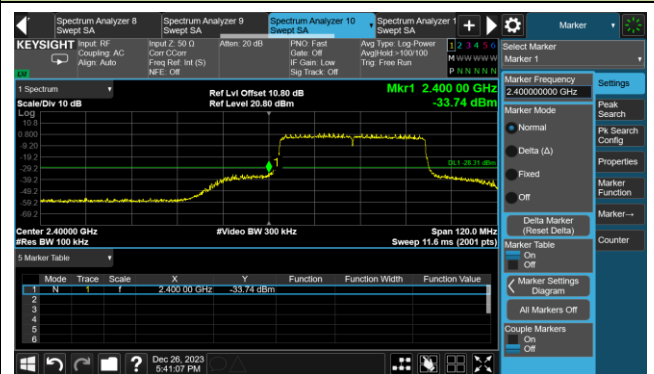 Spectrum Analyzer 8
Swept SA
Spectrum Analyzer 9
Swept SA
Spectrum Analyzer 10
Swept SA
Spectrum Analyzer 1
Swept SA
Marker
KEYSIGHT
Input: RF
Coupling: AC
Align: Auto
Input Z: 50 Ω
Corr CCorr
Freq Ref: Int (S)
NFE: Off
Atten: 20 dB
PNO: Fast
Gate: Off
IF Gain: Low
Sig Track: Off
Avg Type: Log-Power
Avg|Hold:>100/100
Trig: Free Run
1 2 3 4 5 6
M W W W W W
P N N N N N
Select Marker
Marker 1
1 Spectrum
Scale/Div 10 dB
Ref Lvl Offset 10.80 dB
Ref Level 20.80 dBm
Mkr1 2.400 00 GHz
-33.74 dBm
Log
10.8
0.800
-9.20
-19.2
-29.2
-39.2
-49.2
-59.2
-69.2
1
DL1 -28.31 dBm
Center 2.40000 GHz
#Res BW 100 kHz
#Video BW 300 kHz
Span 120.0 MHz
Sweep 11.6 ms (2001 pts)
5 Marker Table
Mode Trace Scale X Y Function Function Width Function Value
1 N 1 f 2.400 00 GHz -33.74 dBm
2
3
4
5
6
Marker Frequency
2.400000000 GHz
Marker Mode
Normal
Delta (Δ)
Fixed
Off
Delta Marker
(Reset Delta)
Marker Table
On
Off
Marker Settings
Diagram
All Markers Off
Couple Markers
On
Off
Settings
Peak
Search
Pk Search
Config
Properties
Marker
Function
Marker→
Counter
Dec 26, 2023
5:41:07 PM